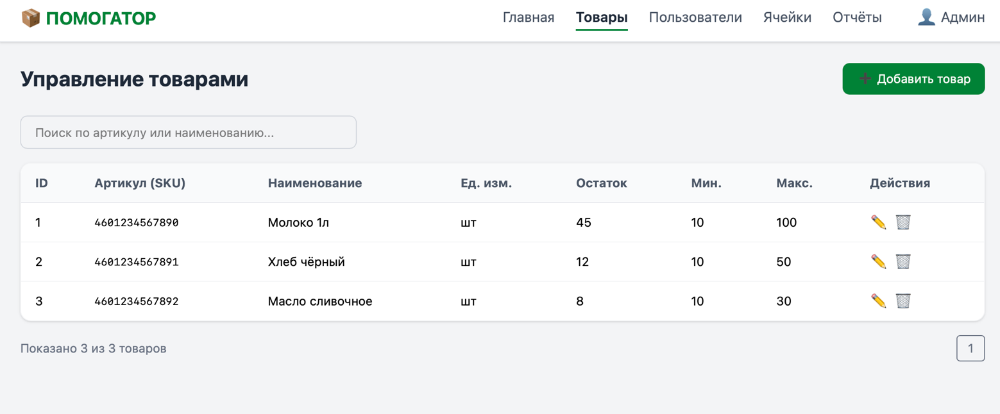 ПОМОГАТОР
Главная Товары Пользователи Ячейки Отчёты Админ
Управление товарами
Добавить товар
Поиск по артикулу или наименованию...
ID Артикул (SKU) Наименование Ед. изм. Остаток Мин. Макс. Действия
1 4601234567890 Молоко 1л шт 45 10 100
2 4601234567891 Хлеб чёрный шт 12 10 50
3 4601234567892 Масло сливочное шт 8 10 30
Показано 3 из 3 товаров
1